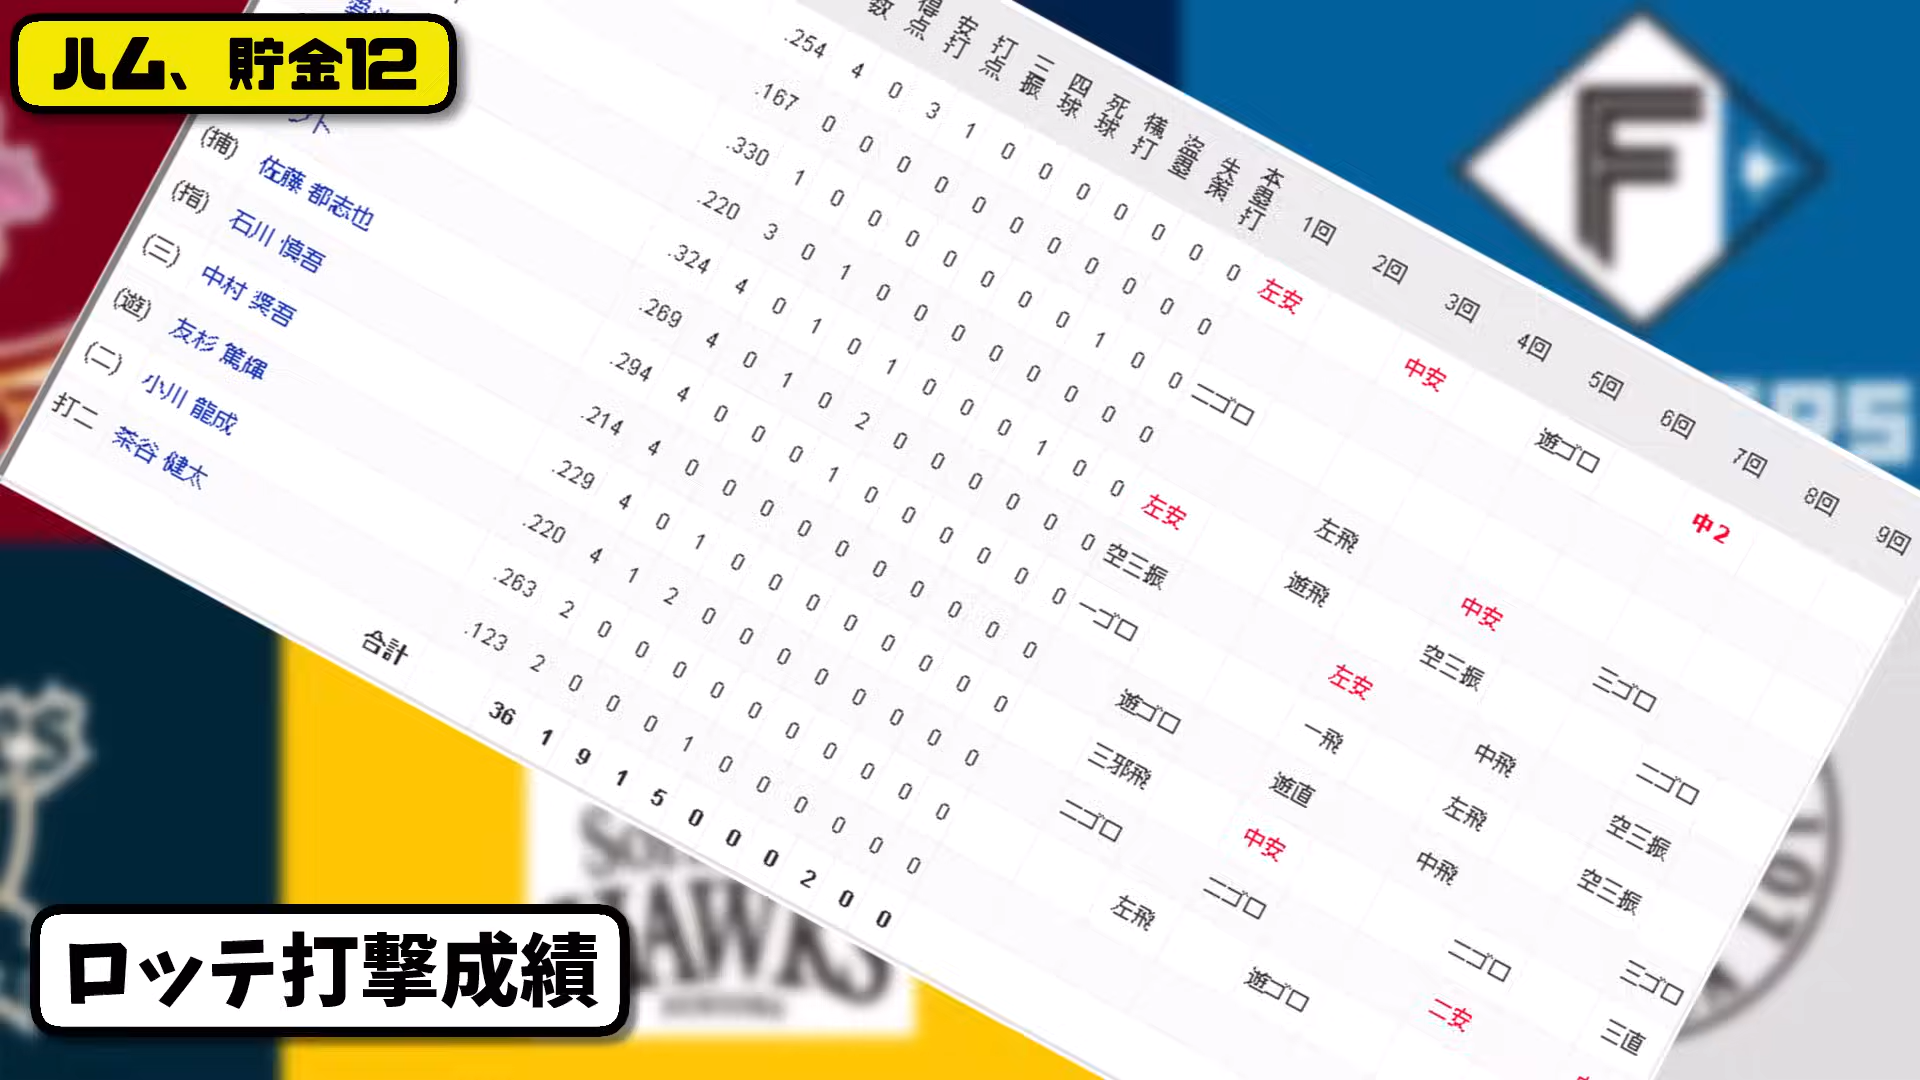 ハム、貯金12
数 得点 安打 打点 三振 四球 死球 犠打 盗塁 失策 本塁打 1回 2回 3回 4回 5回 6回 7回 8回 9回
.254 4 0 3 1 0 0 0 0 0 0 0 左安 中安 遊ゴロ 中2
.167 0 0 0 0 0 0 0 0 0 0 0
.330 1 0 0 0 0 0 0 0 1 0 0 二ゴロ
.220 3 0 1 0 0 0 0 0 0 0 0 左飛 中安 三ゴロ
.324 4 0 1 0 1 0 0 0 1 0 0 左安 遊飛 空三振 二ゴロ
ント .269 4 0 1 0 2 0 0 0 0 0 0 空三振 左安 中飛 空三振
(捕) 佐藤 都志也 .294 4 0 0 0 1 0 0 0 0 0 0 一ゴロ 一飛 左飛 空三振
(指) 石川 慎吾 .214 4 0 0 0 0 0 0 0 0 0 0 遊ゴロ 遊直 中飛 三ゴロ
(三) 中村 奨吾 .229 4 0 1 0 0 0 0 0 0 0 0 三邪飛 中安 二ゴロ 三直
(遊) 友杉 篤輝 .220 4 1 2 0 0 0 0 0 0 0 0 二ゴロ 二ゴロ 二安
(二) 小川 龍成 .263 2 0 0 0 0 0 0 0 0 0 0 左飛 遊ゴロ
打二 茶谷 健太 .123 2 0 0 0 1 0 0 0 0 0 0
合計 36 1 9 1 5 0 0 0 2 0 0
ロッテ打撃成績
F
HAWKS